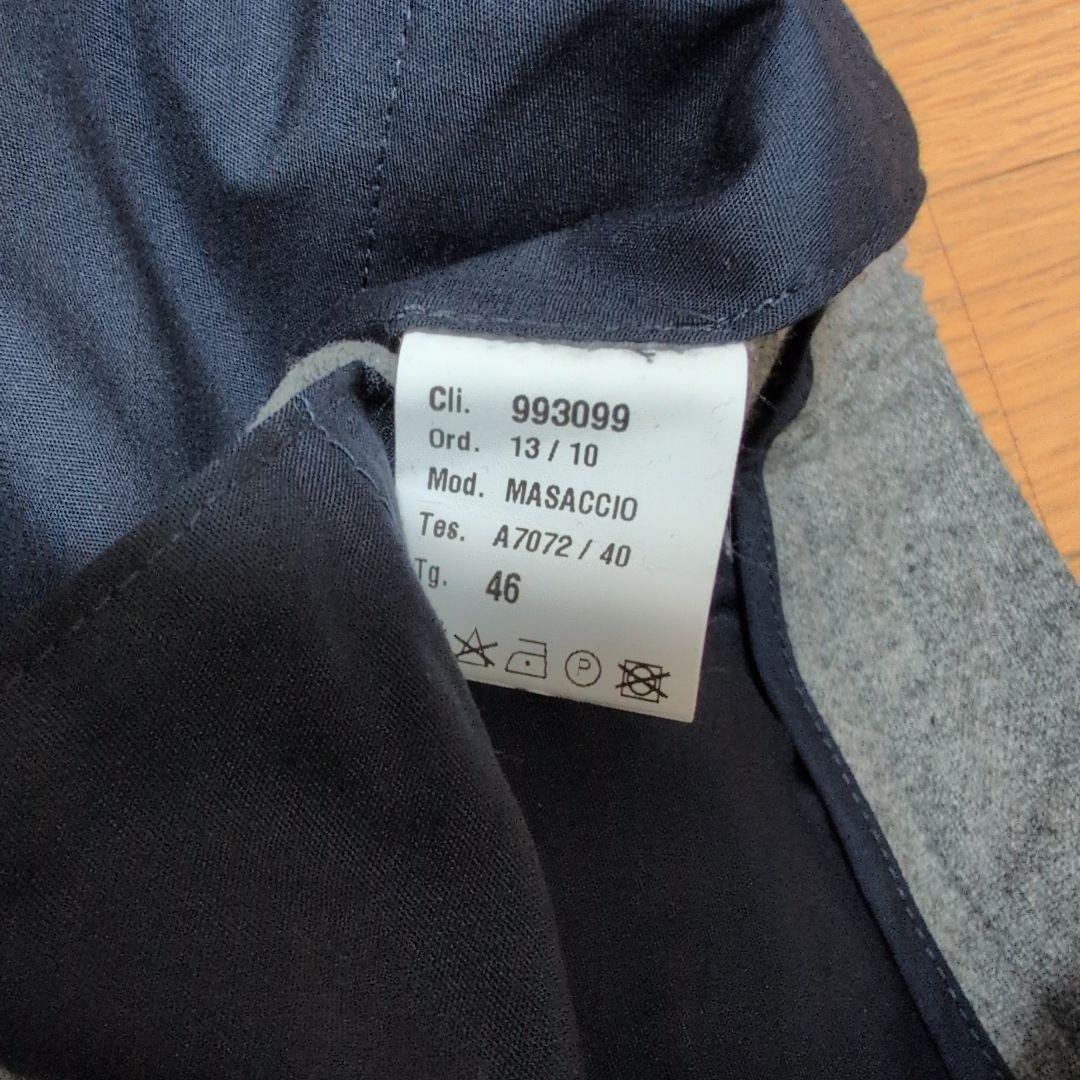 Cli. 993099
Ord. 13 / 10
Mod. MASACCIO
Tes. A7072 / 40
Tg. 46
P